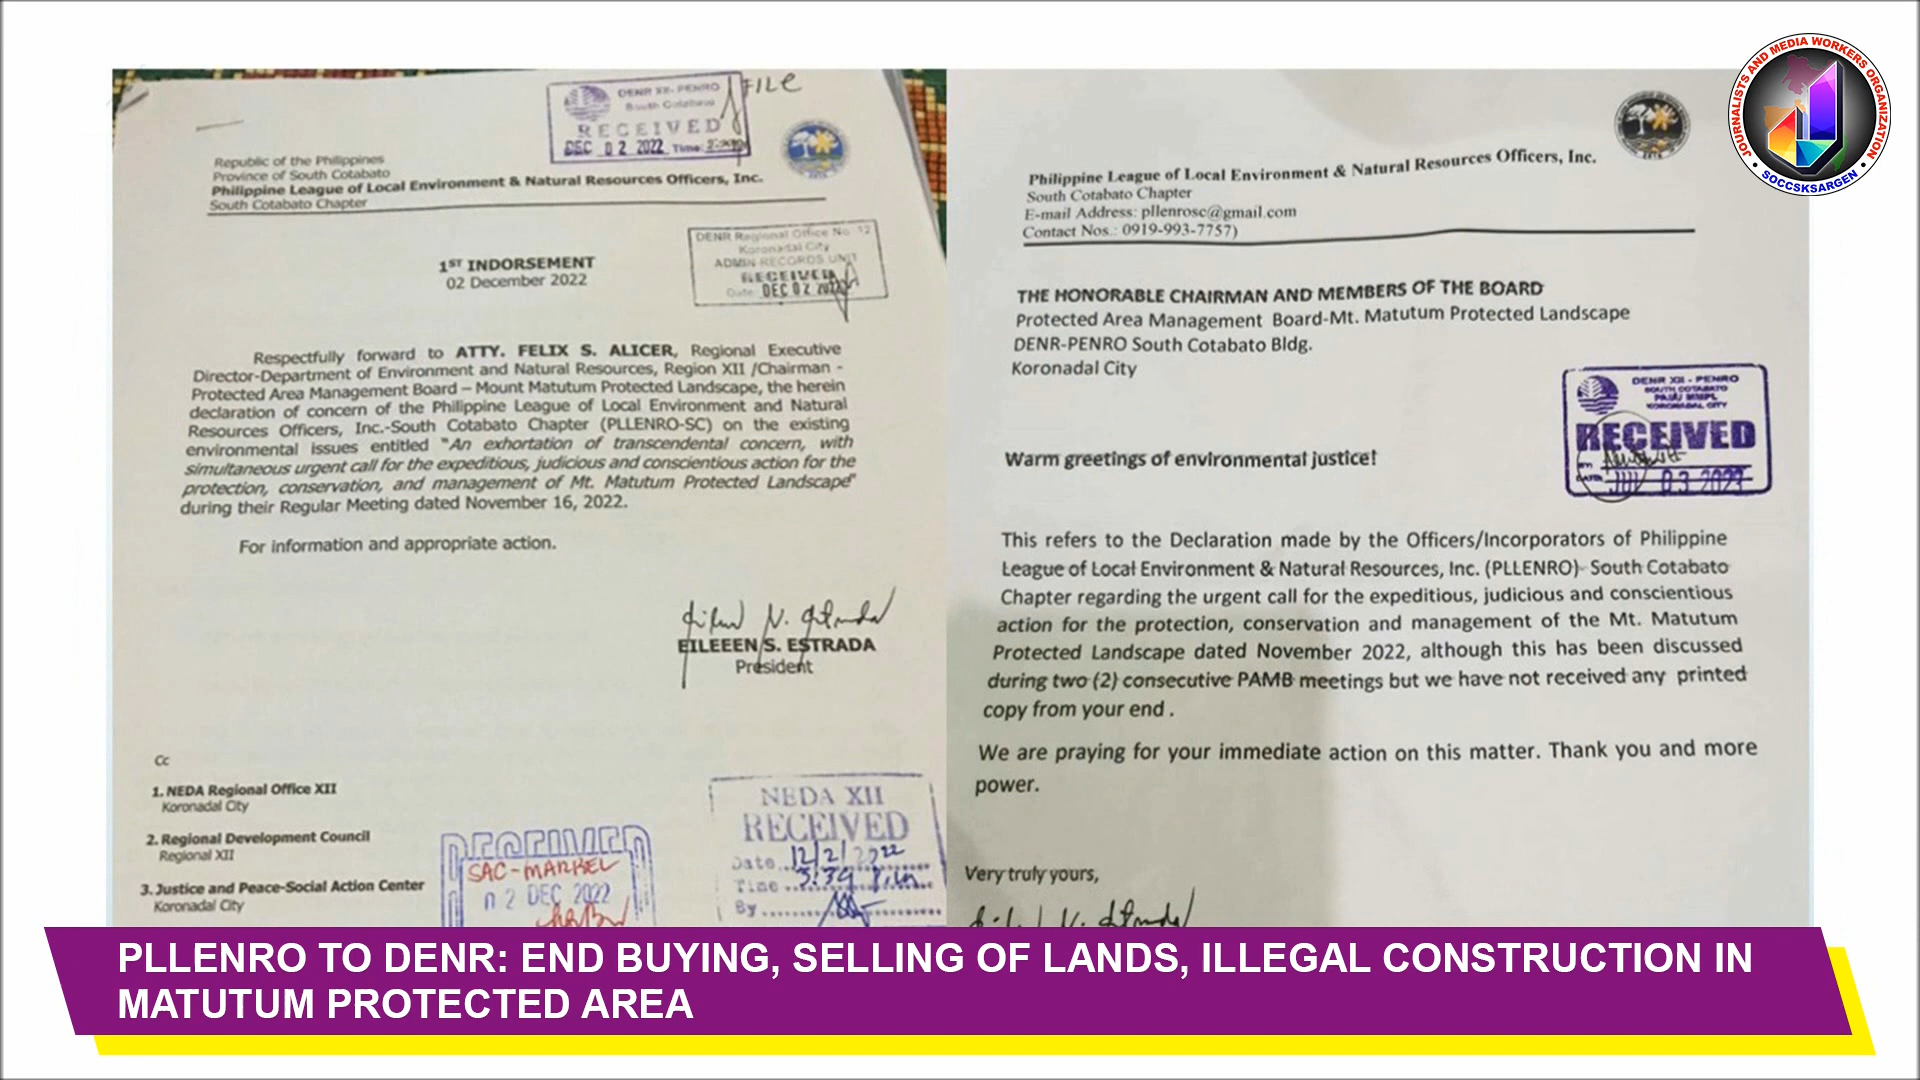 FILE
DENR XII- PENRO
South Cotabato
RECEIVED
DEC 02 2022 Time:
Republic of the Philippines
Province of South Cotabato
Philippine League of Local Environment & Natural Resources Officers, Inc.
South Cotabato Chapter
DENR Regional Office No. 12
Koronadal City
ADMIN RECORDS UNIT
RECEIVED
Date: DEC 02 2022
1ST INDORSEMENT
02 December 2022
Respectfully forward to ATTY. FELIX S. ALICER, Regional Executive
Director-Department of Environment and Natural Resources, Region XII /Chairman -
Protected Area Management Board – Mount Matutum Protected Landscape, the herein
declaration of concern of the Philippine League of Local Environment and Natural
Resources Officers, Inc.-South Cotabato Chapter (PLLENRO-SC) on the existing
environmental issues entitled "An exhortation of transcendental concern, with
simultaneous urgent call for the expeditious, judicious and conscientious action for the
protection, conservation, and management of Mt. Matutum Protected Landscape"
during their Regular Meeting dated November 16, 2022.
For information and appropriate action.
EILEEEN S. ESTRADA
President
Cc
1. NEDA Regional Office XII
Koronadal City
2. Regional Development Council
Regional XII
3. Justice and Peace-Social Action Center
Koronadal City
RECEIVED
SAC-MARBEL
02 DEC 2022
NEDA XII
RECEIVED
Date 12/2/2022
Time 3:39
By
Philippine League of Local Environment & Natural Resources Officers, Inc.
South Cotabato Chapter
E-mail Address: pllenrosc@gmail.com
Contact Nos.: 0919-993-7757)
THE HONORABLE CHAIRMAN AND MEMBERS OF THE BOARD
Protected Area Management Board-Mt. Matutum Protected Landscape
DENR-PENRO South Cotabato Bldg.
Koronadal City
DENR XII - PENRO
SOUTH COTABATO
PAMU MMPL
KORONADAL CITY
RECEIVED
BY:
DATE: JUL 03 2023
Warm greetings of environmental justice!
This refers to the Declaration made by the Officers/Incorporators of Philippine
League of Local Environment & Natural Resources, Inc. (PLLENRO)- South Cotabato
Chapter regarding the urgent call for the expeditious, judicious and conscientious
action for the protection, conservation and management of the Mt. Matutum
Protected Landscape dated November 2022, although this has been discussed
during two (2) consecutive PAMB meetings but we have not received any printed
copy from your end .
We are praying for your immediate action on this matter. Thank you and more
power.
Very truly yours,
JOURNALISTS AND MEDIA WORKERS ORGANIZATION
SOCCSKSARGEN
PLLENRO TO DENR: END BUYING, SELLING OF LANDS, ILLEGAL CONSTRUCTION IN
MATUTUM PROTECTED AREA